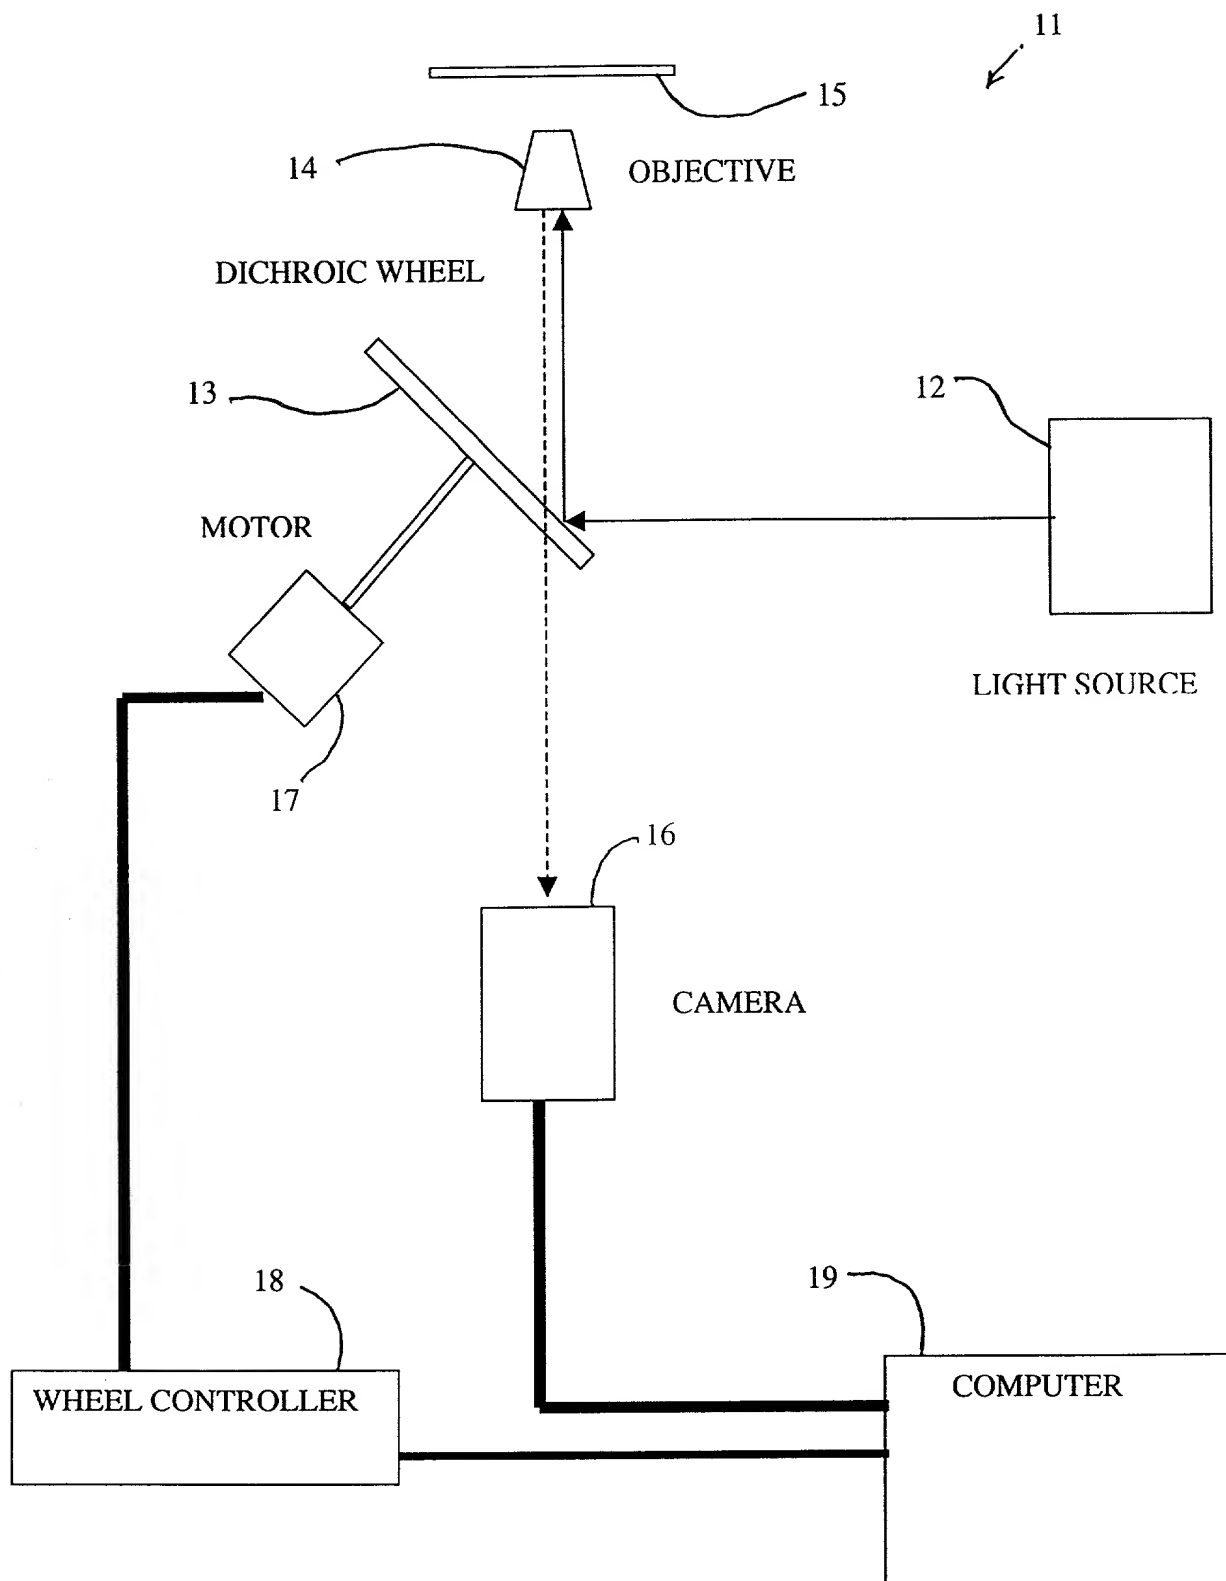 11
15
14
OBJECTIVE
DICHROIC WHEEL
13
12
MOTOR
LIGHT SOURCE
17
16
CAMERA
18
19
WHEEL CONTROLLER
COMPUTER